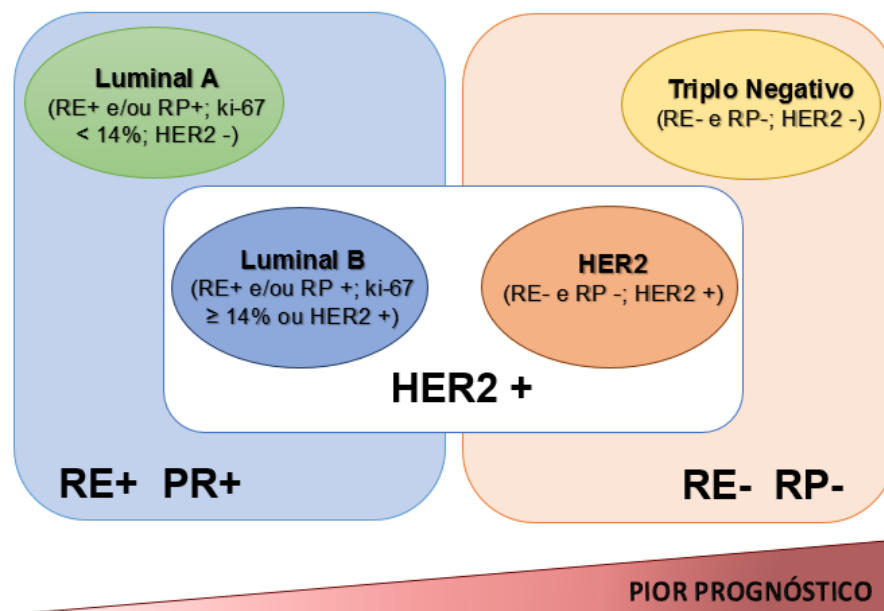 Luminal A
(RE+ e/ou RP+; ki-67
< 14%; HER2 -)
Triplo Negativo
(RE- e RP-; HER2 -)
Luminal B
(RE+ e/ou RP +; ki-67
≥ 14% ou HER2 +)
HER2
(RE- e RP -; HER2 +)
HER2 +
RE+ PR+
RE- RP-
PIOR PROGNÓSTICO